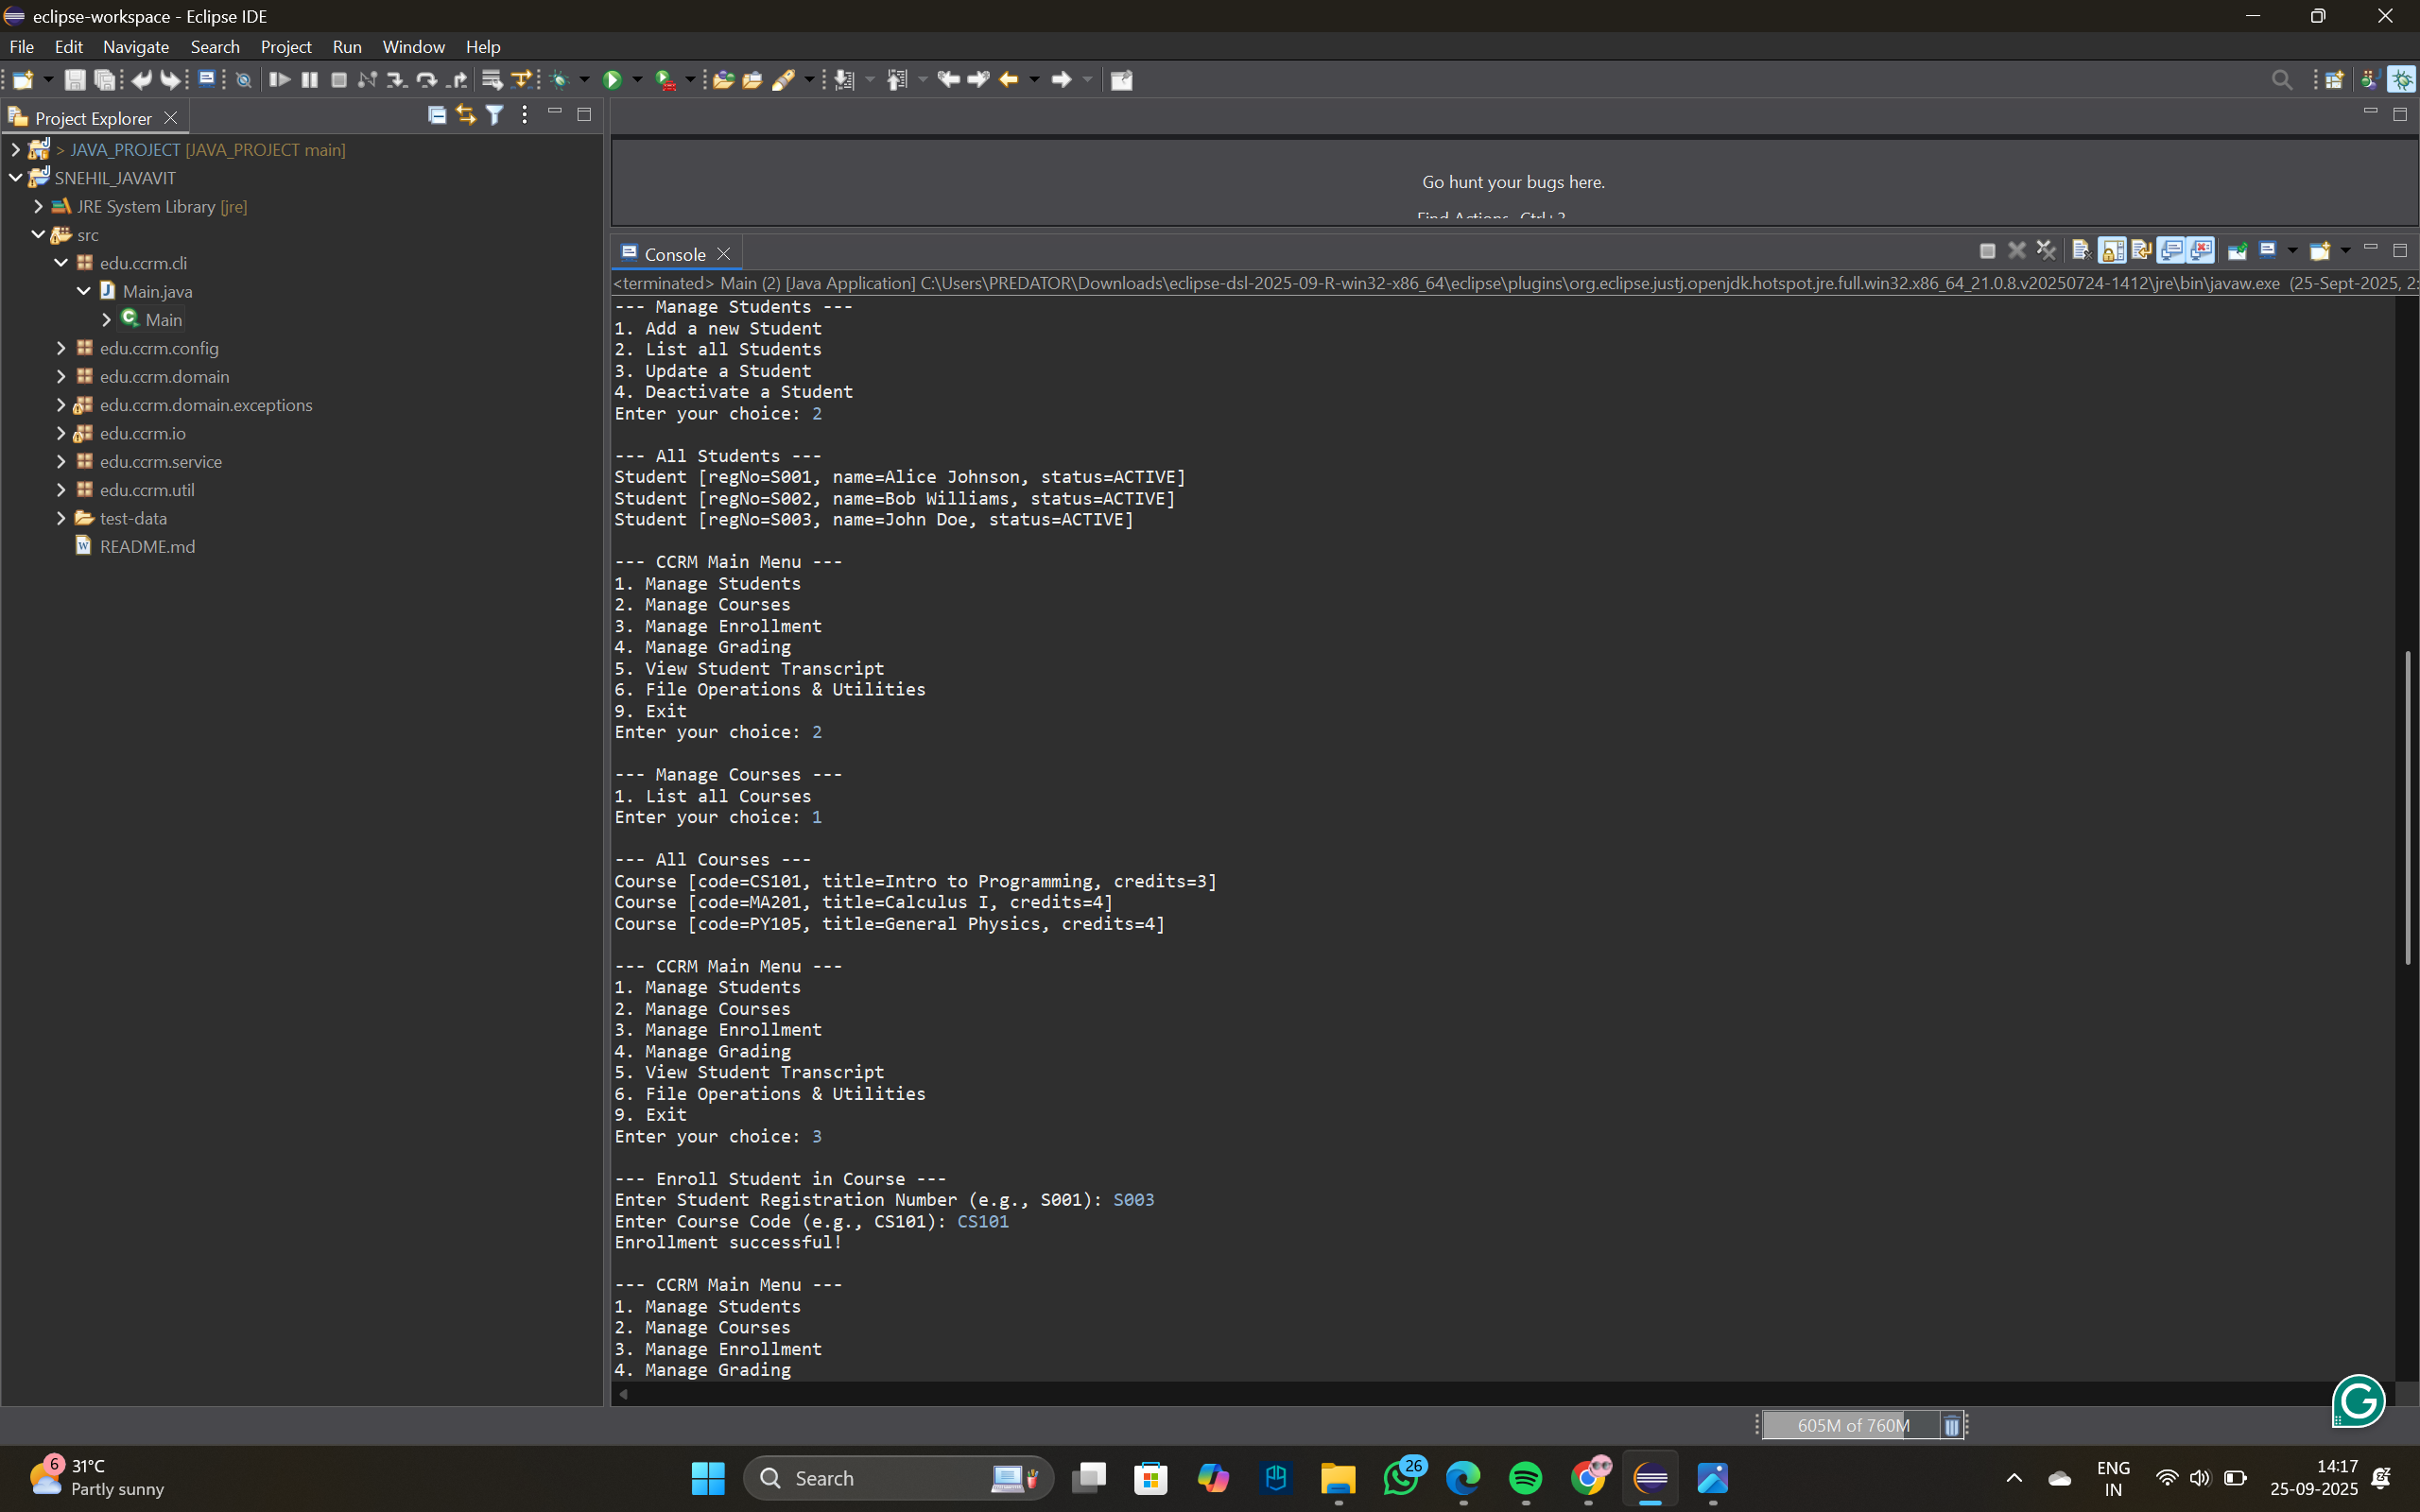 eclipse-workspace - Eclipse IDE
File Edit Navigate Search Project Run Window Help
Project Explorer
> JAVA_PROJECT [JAVA_PROJECT main]
SNEHIL_JAVAVIT
JRE System Library [jre]
src
edu.ccrm.cli
Main.java
Main
edu.ccrm.config
edu.ccrm.domain
edu.ccrm.domain.exceptions
edu.ccrm.io
edu.ccrm.service
edu.ccrm.util
test-data
README.md
Go hunt your bugs here.
Find Actions Ctrl+3
Console
<terminated> Main (2) [Java Application] C:\Users\PREDATOR\Downloads\eclipse-dsl-2025-09-R-win32-x86_64\eclipse\plugins\org.eclipse.justj.openjdk.hotspot.jre.full.win32.x86_64_21.0.8.v20250724-1412\jre\bin\javaw.exe (25-Sept-2025, 2:
--- Manage Students ---
1. Add a new Student
2. List all Students
3. Update a Student
4. Deactivate a Student
Enter your choice: 2
--- All Students ---
Student [regNo=S001, name=Alice Johnson, status=ACTIVE]
Student [regNo=S002, name=Bob Williams, status=ACTIVE]
Student [regNo=S003, name=John Doe, status=ACTIVE]
--- CCRM Main Menu ---
1. Manage Students
2. Manage Courses
3. Manage Enrollment
4. Manage Grading
5. View Student Transcript
6. File Operations & Utilities
9. Exit
Enter your choice: 2
--- Manage Courses ---
1. List all Courses
Enter your choice: 1
--- All Courses ---
Course [code=CS101, title=Intro to Programming, credits=3]
Course [code=MA201, title=Calculus I, credits=4]
Course [code=PY105, title=General Physics, credits=4]
--- CCRM Main Menu ---
1. Manage Students
2. Manage Courses
3. Manage Enrollment
4. Manage Grading
5. View Student Transcript
6. File Operations & Utilities
9. Exit
Enter your choice: 3
--- Enroll Student in Course ---
Enter Student Registration Number (e.g., S001): S003
Enter Course Code (e.g., CS101): CS101
Enrollment successful!
--- CCRM Main Menu ---
1. Manage Students
2. Manage Courses
3. Manage Enrollment
4. Manage Grading
605M of 760M
6
31°C
Partly sunny
Search
26
ENG
IN
14:17
25-09-2025